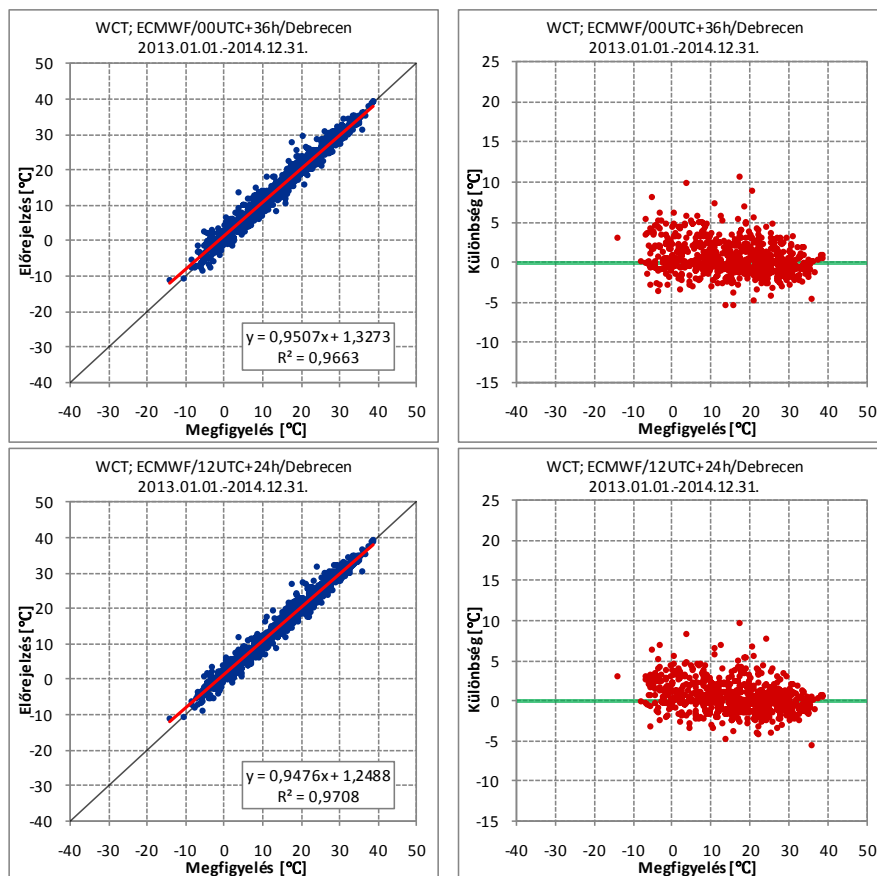 WCT; ECMWF/00UTC+36h/Debrecen
2013.01.01.-2014.12.31.
Előrejelzés [°C]
50
40
30
20
10
0
-10
-20
-30
-40
y = 0,9507x + 1,3273
R² = 0,9663
-40 -30 -20 -10 0 10 20 30 40 50
Megfigyelés [°C]
WCT; ECMWF/00UTC+36h/Debrecen
2013.01.01.-2014.12.31.
Különbség [°C]
25
20
15
10
5
0
-5
-10
-15
-40 -30 -20 -10 0 10 20 30 40 50
Megfigyelés [°C]
WCT; ECMWF/12UTC+24h/Debrecen
2013.01.01.-2014.12.31.
Előrejelzés [°C]
50
40
30
20
10
0
-10
-20
-30
-40
y = 0,9476x + 1,2488
R² = 0,9708
-40 -30 -20 -10 0 10 20 30 40 50
Megfigyelés [°C]
WCT; ECMWF/12UTC+24h/Debrecen
2013.01.01.-2014.12.31.
Különbség [°C]
25
20
15
10
5
0
-5
-10
-15
-40 -30 -20 -10 0 10 20 30 40 50
Megfigyelés [°C]